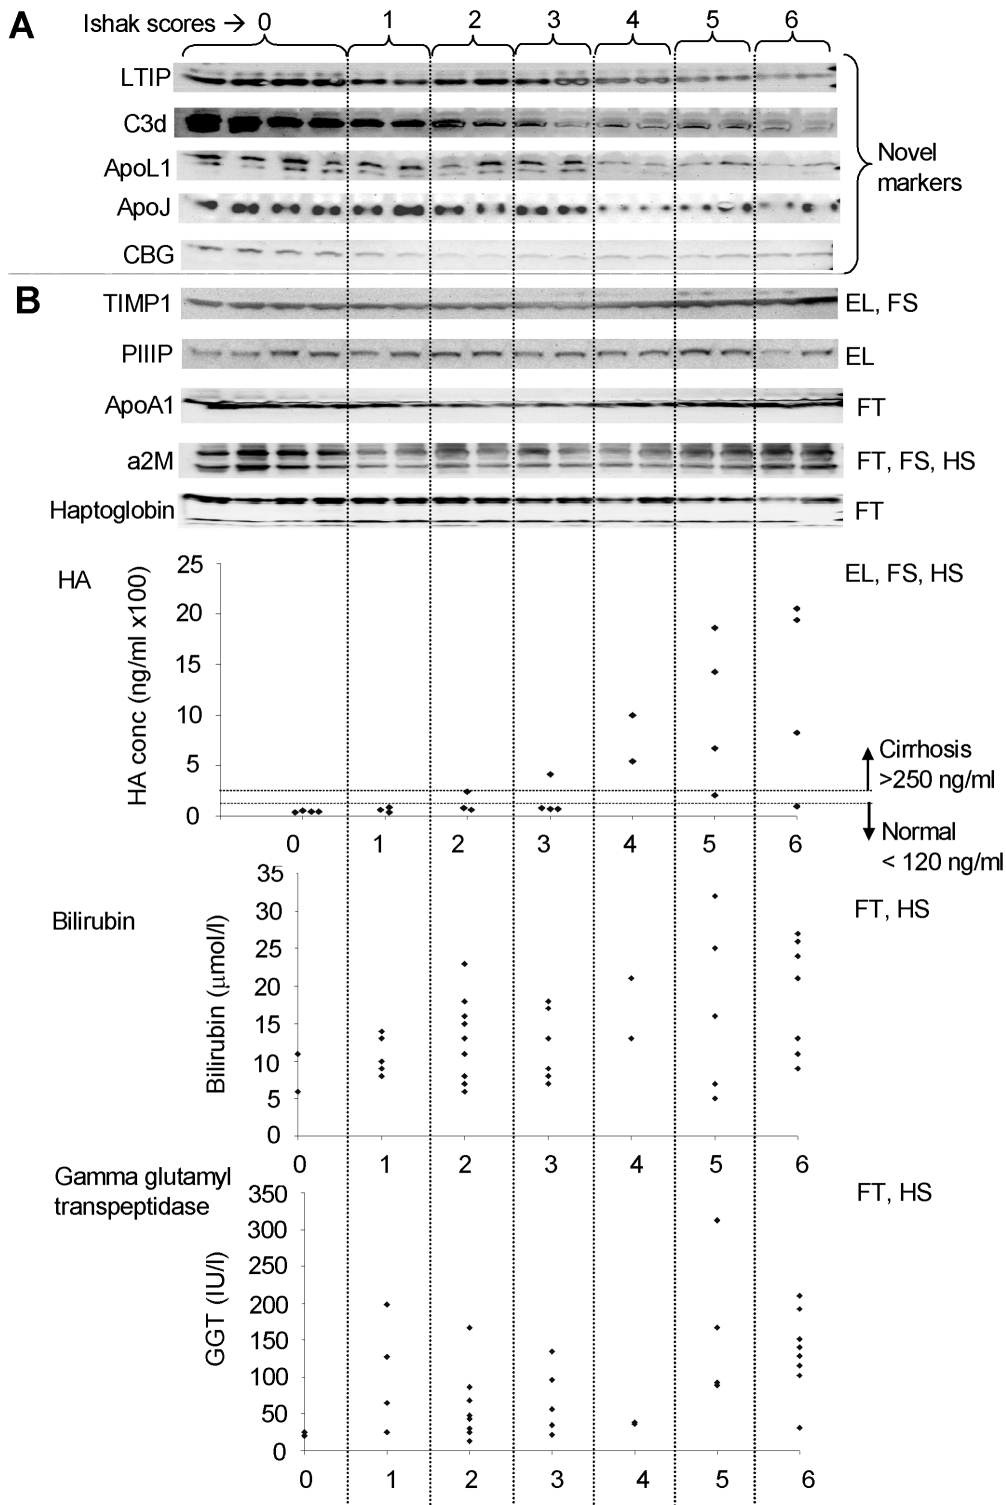 A
Ishak scores → 0 1 2 3 4 5 6
LTIP
C3d
ApoL1
ApoJ
CBG
Novel
markers
B
TIMP1 EL, FS
PIIIP EL
ApoA1 FT
a2M FT, FS, HS
Haptoglobin FT
HA
EL, FS, HS
HA conc (ng/ml x100)
25
20
15
10
5
0
Cirrhosis
>250 ng/ml
Normal
< 120 ng/ml
0 1 2 3 4 5 6
Bilirubin
FT, HS
Bilirubin (μmol/l)
35
30
25
20
15
10
5
0
0 1 2 3 4 5 6
Gamma glutamyl
transpeptidase
FT, HS
GGT (IU/l)
350
300
250
200
150
100
50
0
0 1 2 3 4 5 6